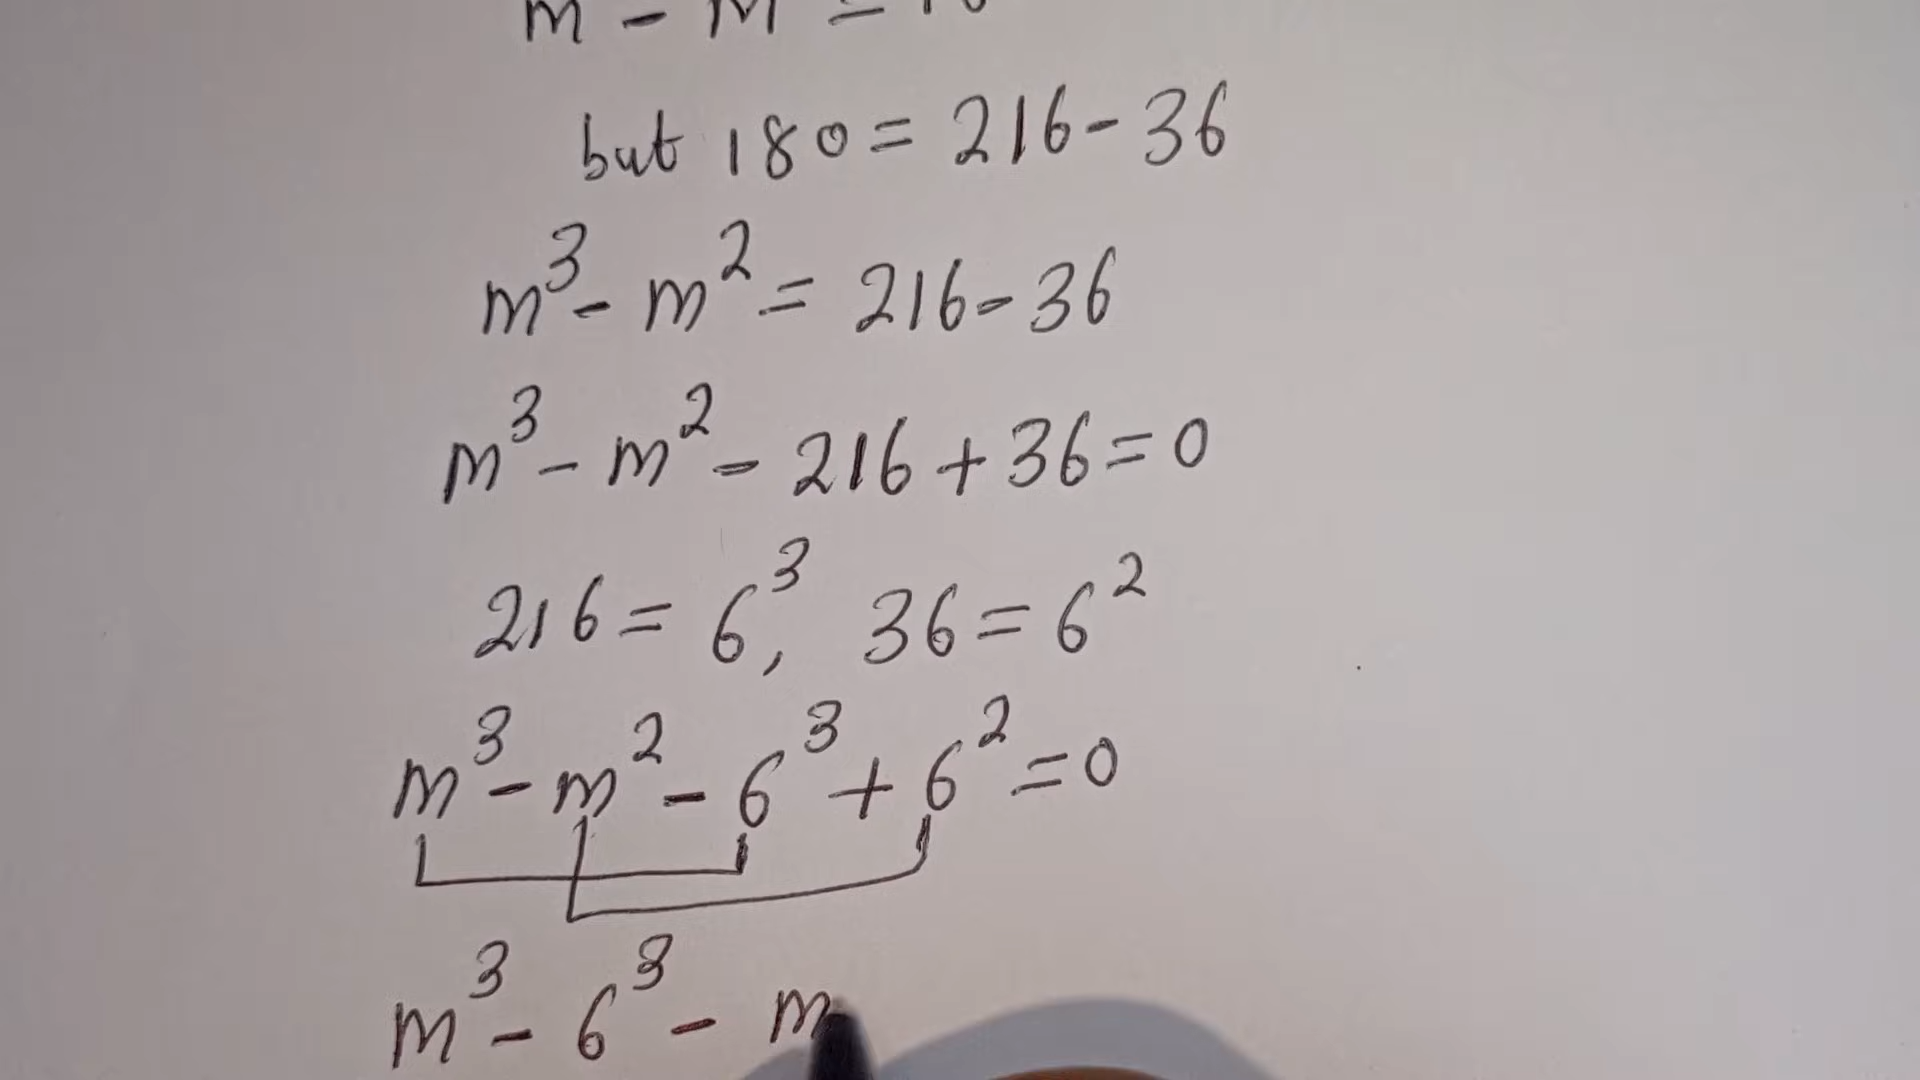 m - m =
but 180 = 216 - 36
m³ - m² = 216 - 36
m³ - m² - 216 + 36 = 0
216 = 6³, 36 = 6²
m³ - m² - 6³ + 6² = 0
m³ - 6³ - m